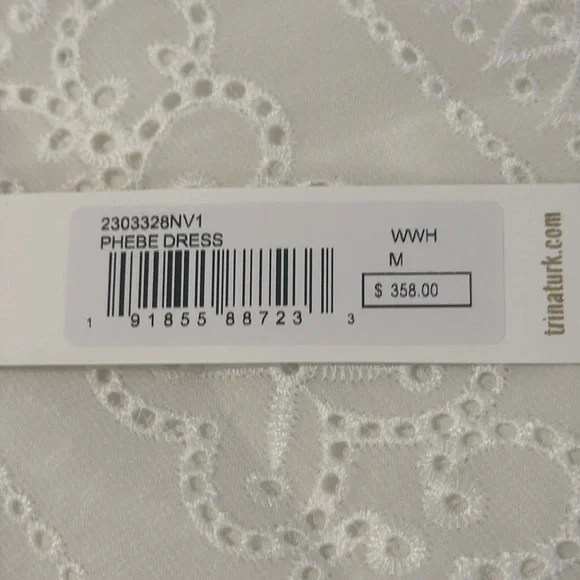 2303328NV1
PHEBE DRESS
WWH
M
$ 358.00
1 91855 88723 3
trinaturk.com